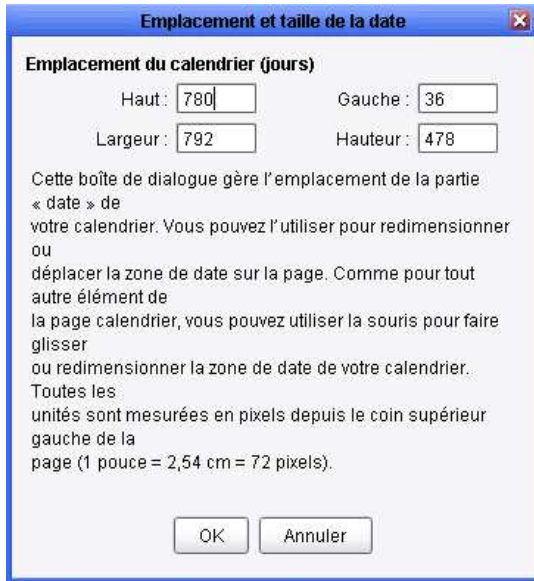 Emplacement et taille de la date
Emplacement du calendrier (jours)
Haut : 780 Gauche : 36
Largeur : 792 Hauteur : 478
Cette boîte de dialogue gère l'emplacement de la partie
« date » de
votre calendrier. Vous pouvez l'utiliser pour redimensionner
ou
déplacer la zone de date sur la page. Comme pour tout
autre élément de
la page calendrier, vous pouvez utiliser la souris pour faire
glisser
ou redimensionner la zone de date de votre calendrier.
Toutes les
unités sont mesurées en pixels depuis le coin supérieur
gauche de la
page (1 pouce = 2,54 cm = 72 pixels).
OK Annuler